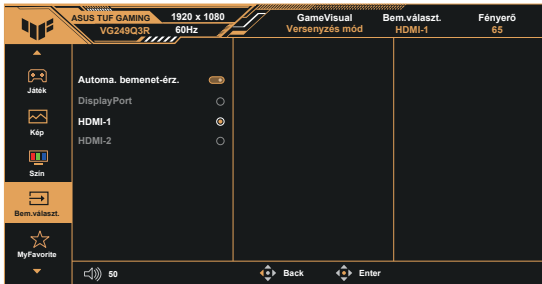 ASUS TUF GAMING 1920 x 1080
VG249Q3R 60Hz
GameVisual
Versenyzés mód
Bem.választ.
HDMI-1
Fényerő
65
Játék
Kép
Szín
Bem.választ.
MyFavorite
Automa. bemenet-érz.
DisplayPort
HDMI-1
HDMI-2
50
Back
Enter